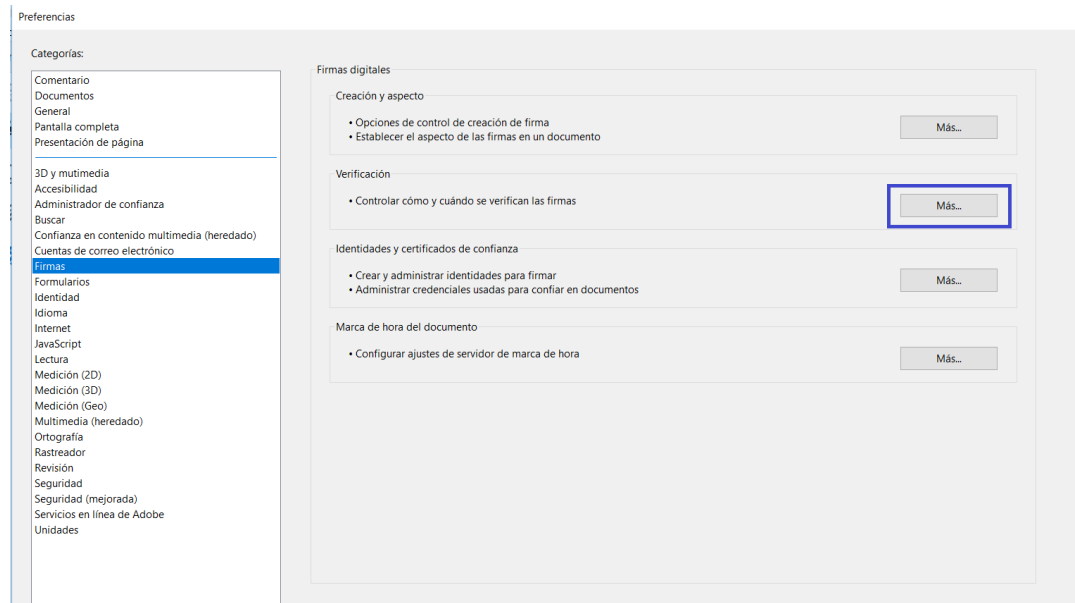 Preferencias
Categorías:
Comentario
Documentos
General
Pantalla completa
Presentación de página
3D y mutimedia
Accesibilidad
Administrador de confianza
Buscar
Confianza en contenido multimedia (heredado)
Cuentas de correo electrónico
Firmas
Formularios
Identidad
Idioma
Internet
JavaScript
Lectura
Medición (2D)
Medición (3D)
Medición (Geo)
Multimedia (heredado)
Ortografía
Rastreador
Revisión
Seguridad
Seguridad (mejorada)
Servicios en línea de Adobe
Unidades
Firmas digitales
Creación y aspecto
• Opciones de control de creación de firma
• Establecer el aspecto de las firmas en un documento
Más...
Verificación
• Controlar cómo y cuándo se verifican las firmas
Más...
Identidades y certificados de confianza
• Crear y administrar identidades para firmar
• Administrar credenciales usadas para confiar en documentos
Más...
Marca de hora del documento
• Configurar ajustes de servidor de marca de hora
Más...